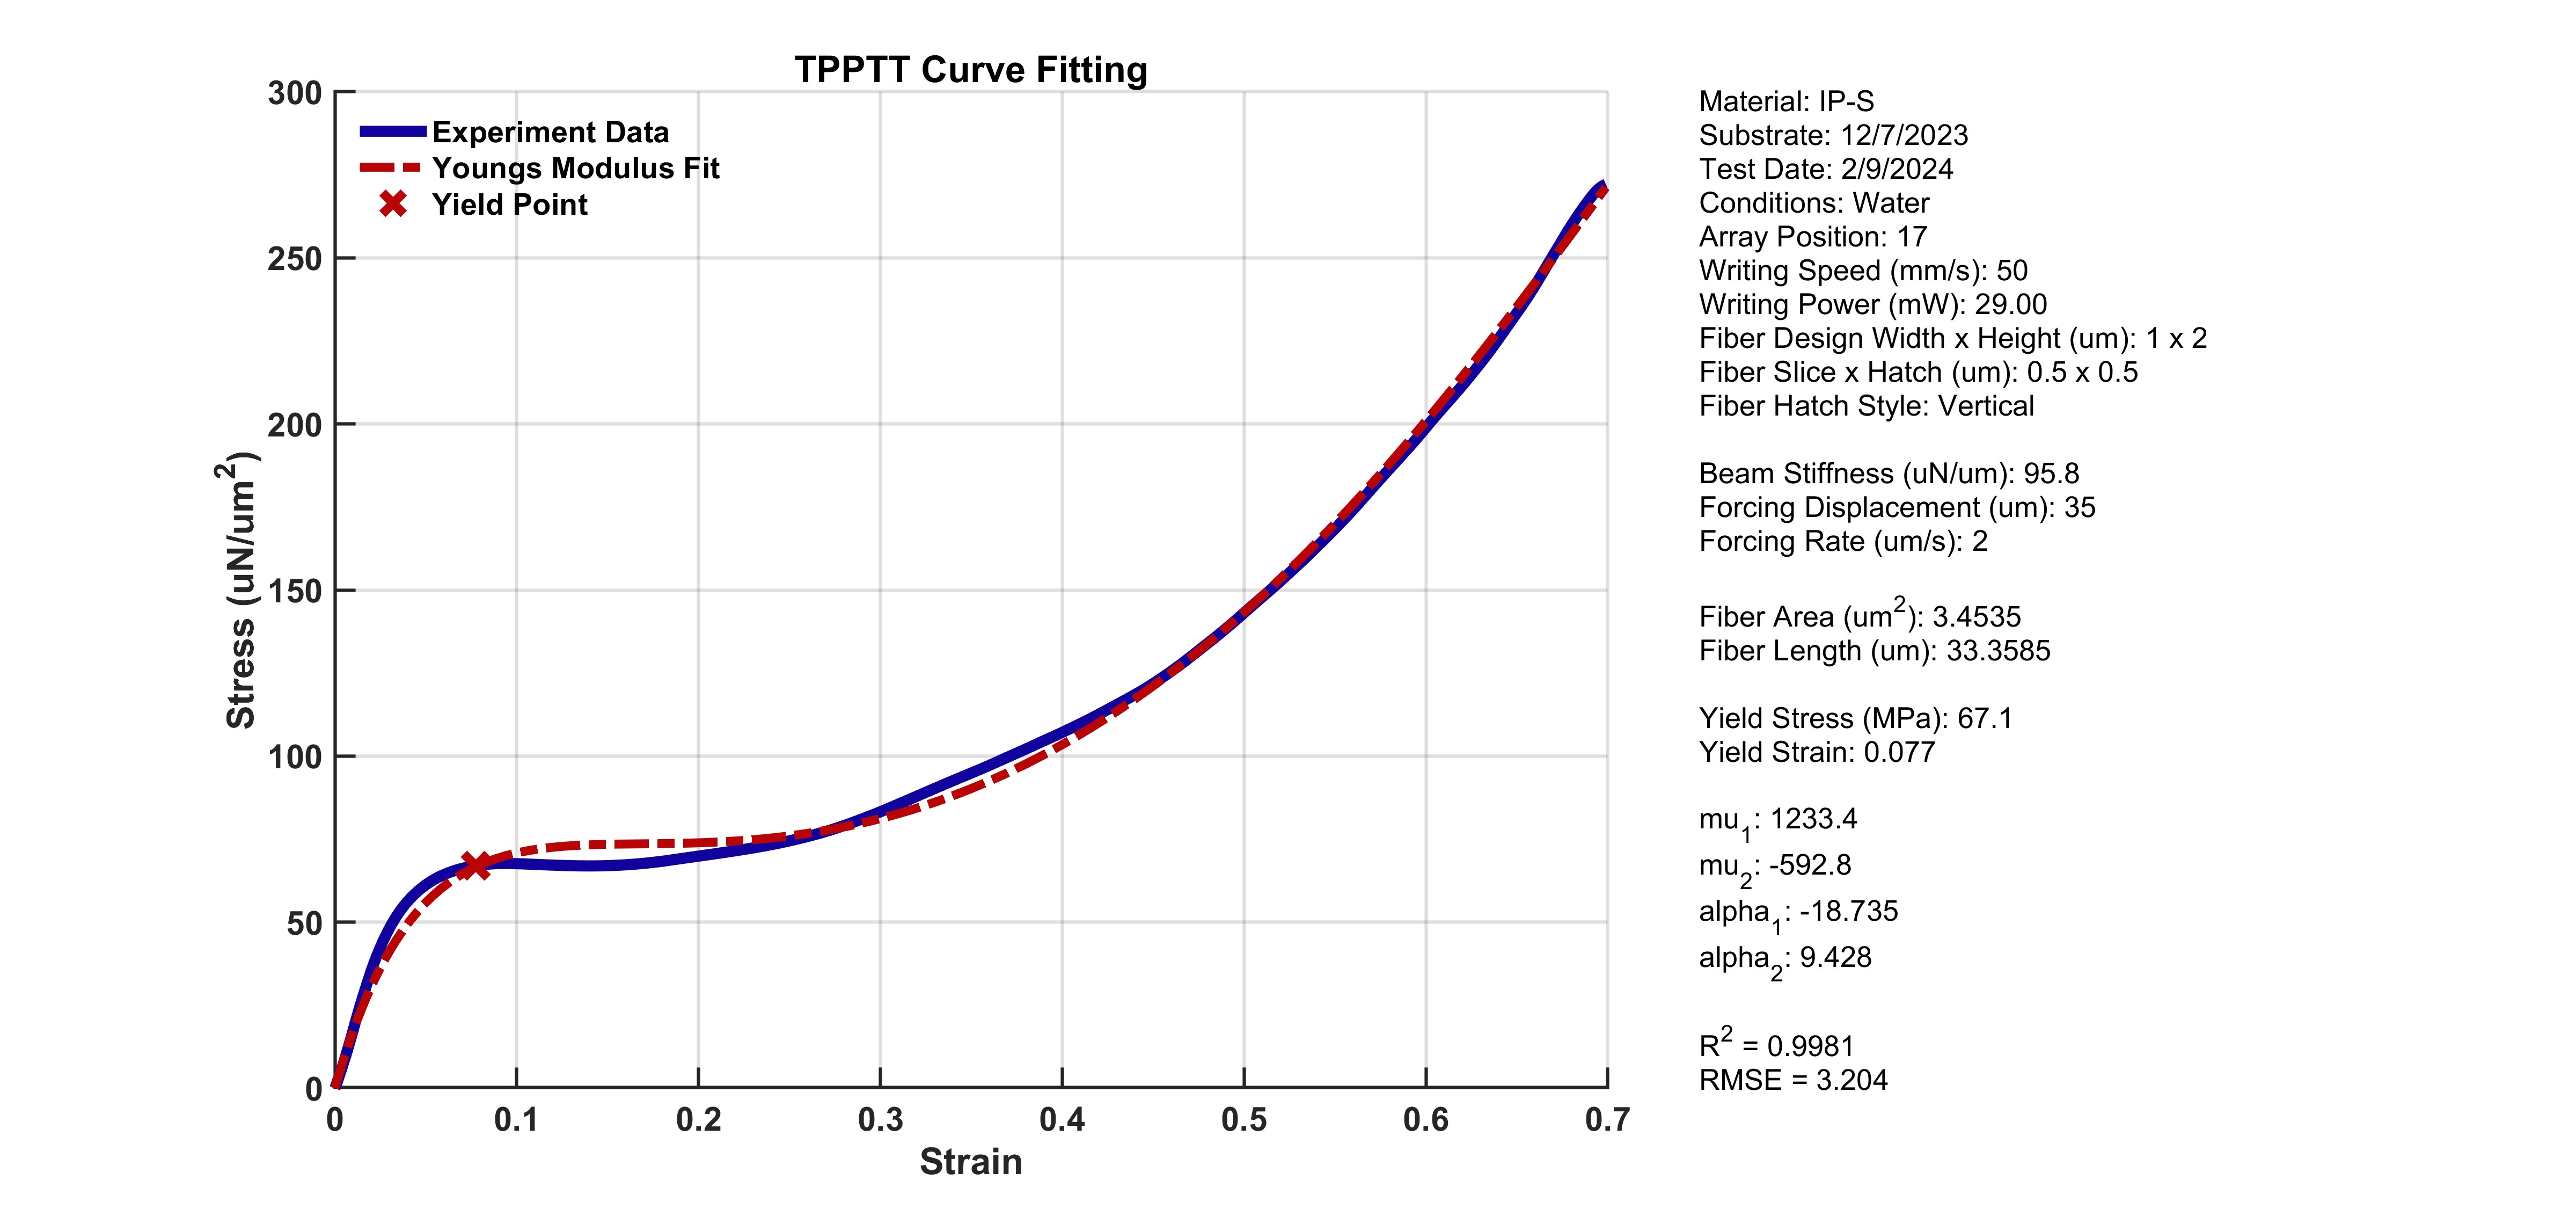 TPPTT Curve Fitting
300
250
200
150
100
50
0
Stress (uN/um²)
Experiment Data
Youngs Modulus Fit
Yield Point
0 0.1 0.2 0.3 0.4 0.5 0.6 0.7
Strain
Material: IP-S
Substrate: 12/7/2023
Test Date: 2/9/2024
Conditions: Water
Array Position: 17
Writing Speed (mm/s): 50
Writing Power (mW): 29.00
Fiber Design Width x Height (um): 1 x 2
Fiber Slice x Hatch (um): 0.5 x 0.5
Fiber Hatch Style: Vertical
Beam Stiffness (uN/um): 95.8
Forcing Displacement (um): 35
Forcing Rate (um/s): 2
Fiber Area (um²): 3.4535
Fiber Length (um): 33.3585
Yield Stress (MPa): 67.1
Yield Strain: 0.077
mu₁: 1233.4
mu₂: -592.8
alpha₁: -18.735
alpha₂: 9.428
R² = 0.9981
RMSE = 3.204